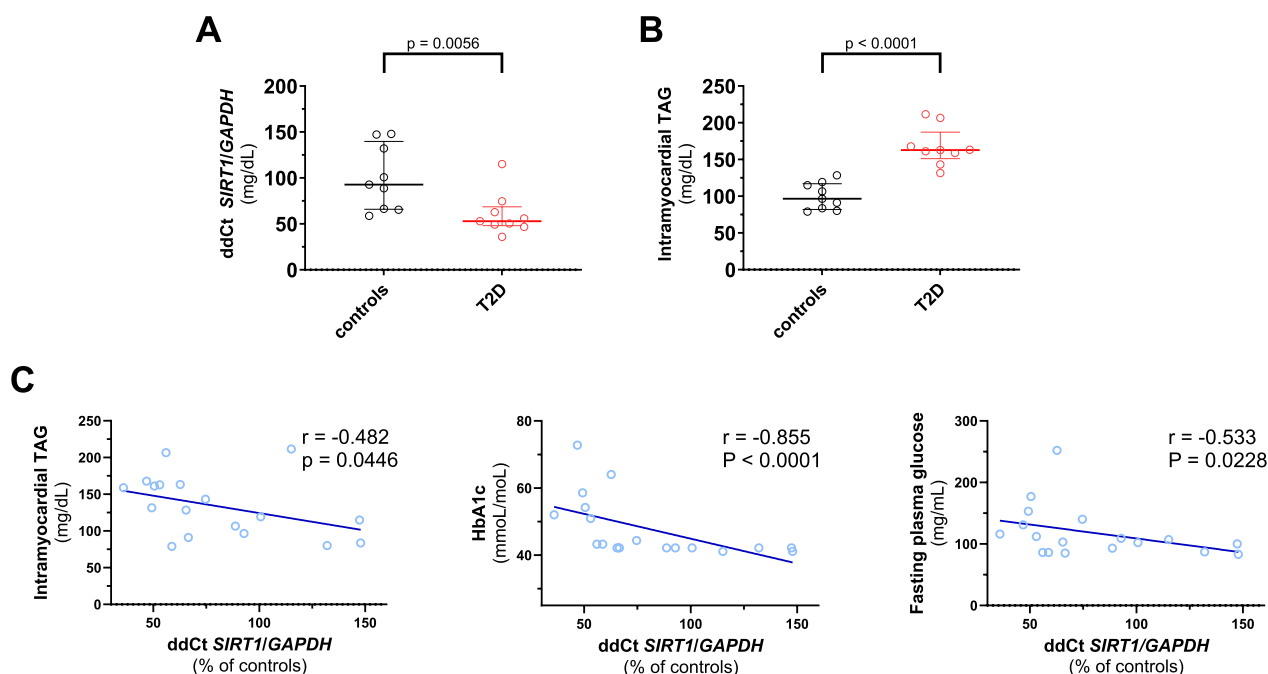 A
p = 0.0056
ddCt SIRT1/GAPDH
(mg/dL)
200
150
100
50
0
controls
T2D
B
p < 0.0001
Intramyocardial TAG
(mg/dL)
250
200
150
100
50
0
controls
T2D
C
Intramyocardial TAG
(mg/dL)
250
200
150
100
50
0
r = -0.482
p = 0.0446
50
100
150
ddCt SIRT1/GAPDH
(% of controls)
HbA1c
(mmoL/moL)
80
60
40
r = -0.855
P < 0.0001
50
100
150
ddCt SIRT1/GAPDH
(% of controls)
Fasting plasma glucose
(mg/mL)
300
200
100
0
r = -0.533
P = 0.0228
50
100
150
ddCt SIRT1/GAPDH
(% of controls)